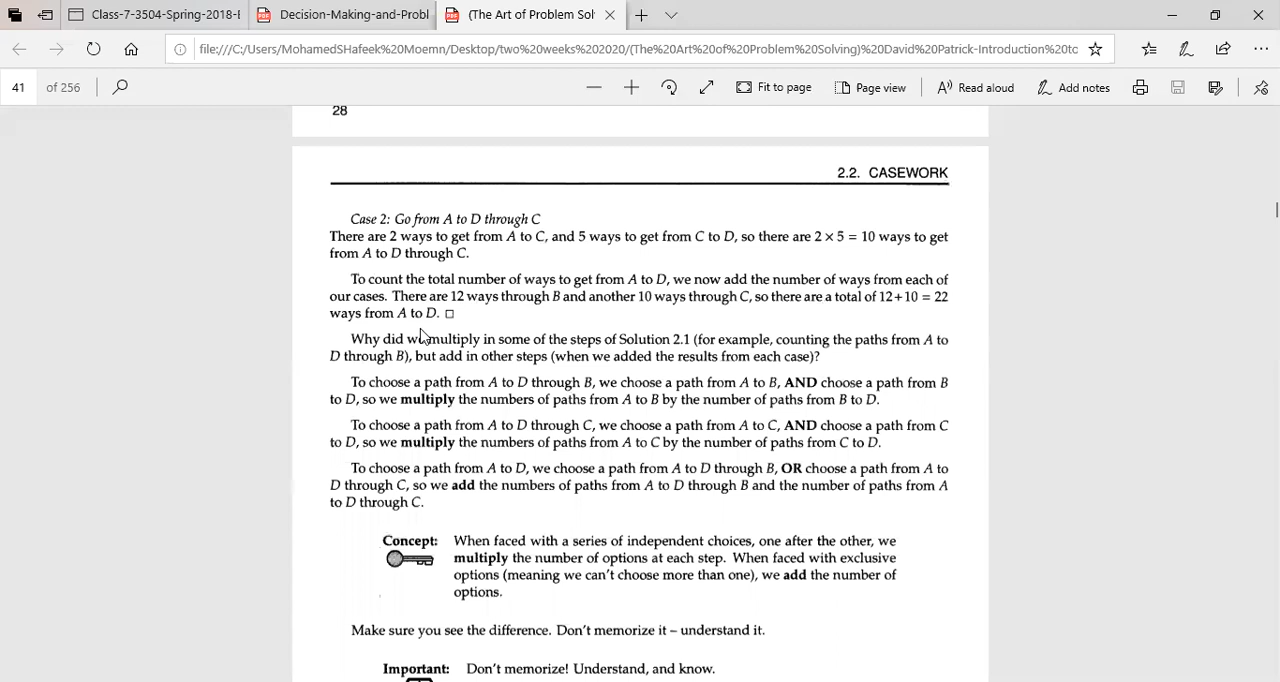 Class-7-3504-Spring-2018-E
Decision-Making-and-Probl
(The Art of Problem Sol
file:///C:/Users/MohamedSHafeek%20Moemn/Desktop/two%20weeks%202020/(The%20Art%20of%20Problem%20Solving)%20David%20Patrick-Introduction%20tc
41 of 256
Fit to page
Page view
Read aloud
Add notes
28
2.2. CASEWORK
Case 2: Go from A to D through C
There are 2 ways to get from A to C, and 5 ways to get from C to D, so there are 2 × 5 = 10 ways to get
from A to D through C.
To count the total number of ways to get from A to D, we now add the number of ways from each of
our cases. There are 12 ways through B and another 10 ways through C, so there are a total of 12+10 = 22
ways from A to D. □
Why did we multiply in some of the steps of Solution 2.1 (for example, counting the paths from A to
D through B), but add in other steps (when we added the results from each case)?
To choose a path from A to D through B, we choose a path from A to B, AND choose a path from B
to D, so we multiply the numbers of paths from A to B by the number of paths from B to D.
To choose a path from A to D through C, we choose a path from A to C, AND choose a path from C
to D, so we multiply the numbers of paths from A to C by the number of paths from C to D.
To choose a path from A to D, we choose a path from A to D through B, OR choose a path from A to
D through C, so we add the numbers of paths from A to D through B and the number of paths from A
to D through C.
Concept: When faced with a series of independent choices, one after the other, we
multiply the number of options at each step. When faced with exclusive
options (meaning we can't choose more than one), we add the number of
options.
Make sure you see the difference. Don't memorize it – understand it.
Important: Don't memorize! Understand, and know.